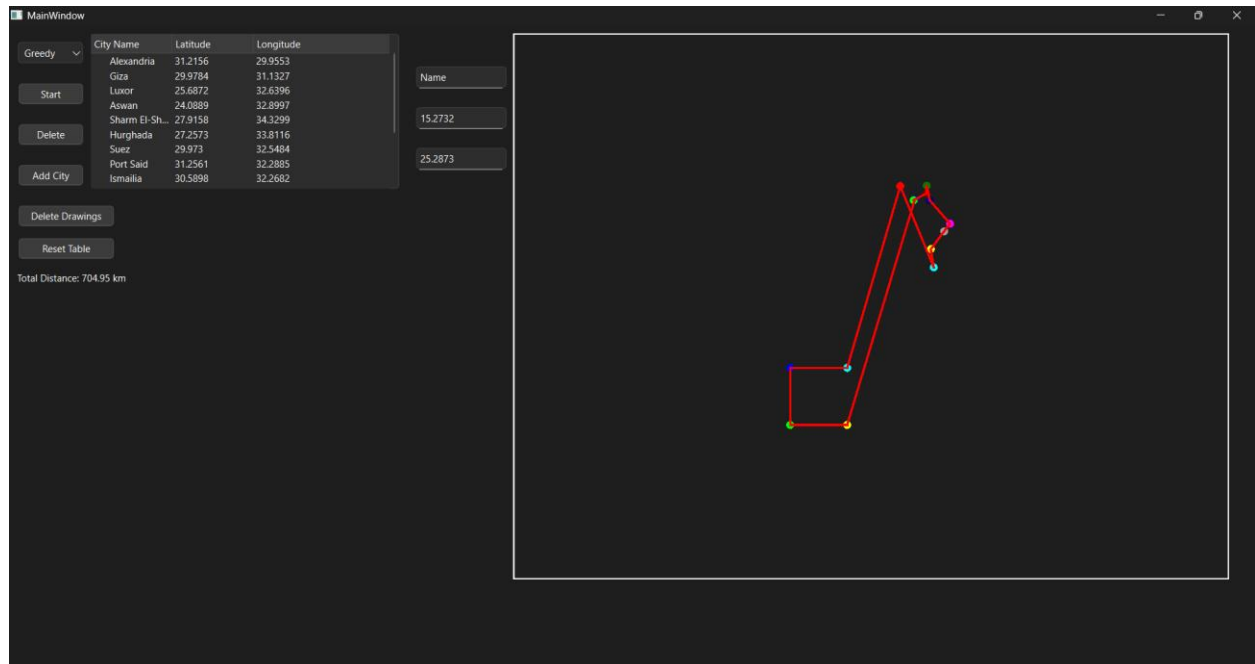 MainWindow
Greedy
Start
Delete
Add City
Delete Drawings
Reset Table
Total Distance: 704.95 km
City Name Latitude Longitude
Alexandria 31.2156 29.9553
Giza 29.9784 31.1327
Luxor 25.6872 32.6396
Aswan 24.0889 32.8997
Sharm El-Sh... 27.9158 34.3299
Hurghada 27.2573 33.8116
Suez 29.973 32.5484
Port Said 31.2561 32.2885
Ismailia 30.5898 32.2682
Name
15.2732
25.2873